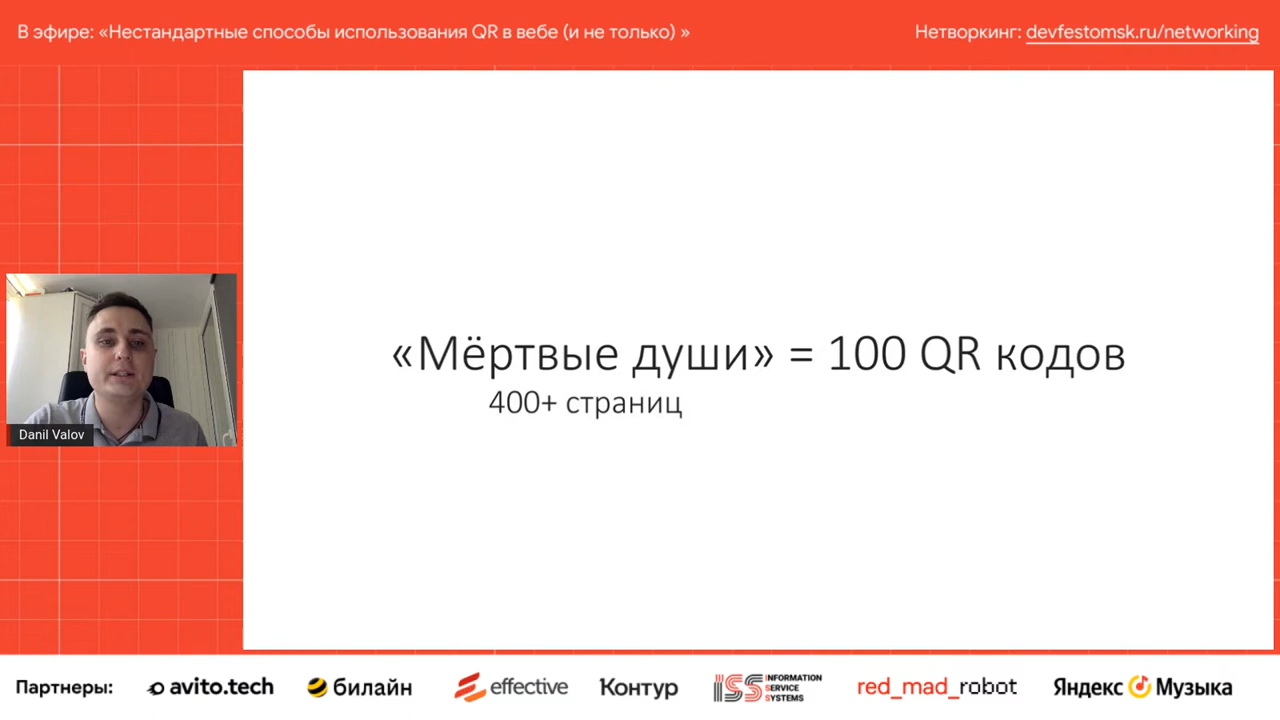 В эфире: «Нестандартные способы использования QR в вебе (и не только) »
Нетворкинг: devfestomsk.ru/networking
«Мёртвые души» = 100 QR кодов
400+ страниц
Danil Valov
Партнеры:
avito.tech
билайн
effective
Контур
ISS INFORMATION SERVICE SYSTEMS
red_mad_robot
Яндекс Музыка